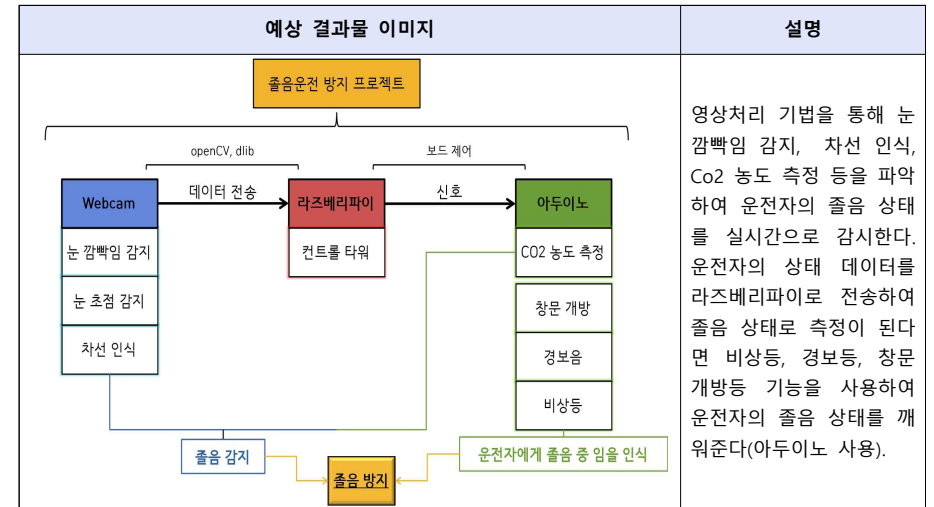 예상 결과물 이미지
설명
졸음운전 방지 프로젝트
openCV, dlib
보드 제어
Webcam
데이터 전송
라즈베리파이
신호
아두이노
눈 깜빡임 감지
컨트롤 타워
CO2 농도 측정
눈 초점 감지
창문 개방
차선 인식
경보음
비상등
졸음 감지
운전자에게 졸음 중 임을 인식
졸음 방지
영상처리 기법을 통해 눈
깜빡임 감지, 차선 인식,
Co2 농도 측정 등을 파악
하여 운전자의 졸음 상태
를 실시간으로 감시한다.
운전자의 상태 데이터를
라즈베리파이로 전송하여
졸음 상태로 측정이 된다
면 비상등, 경보등, 창문
개방등 기능을 사용하여
운전자의 졸음 상태를 깨
워준다(아두이노 사용).